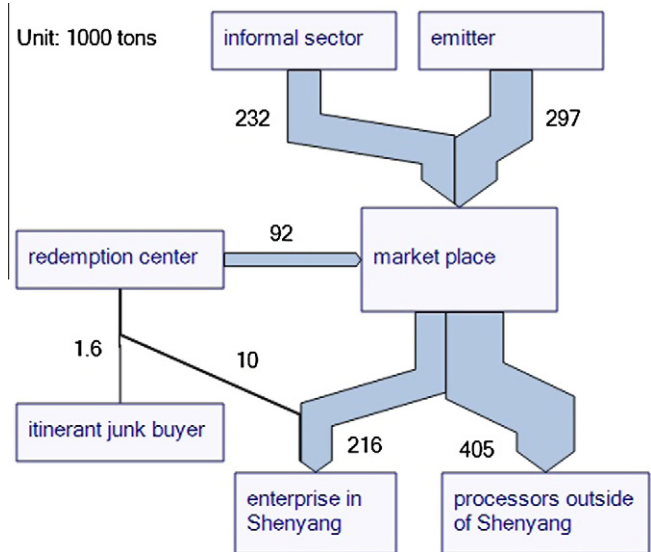 Unit: 1000 tons
informal sector
emitter
232
297
redemption center
92
market place
1.6
10
itinerant junk buyer
216
405
enterprise in
Shenyang
processors outside
of Shenyang